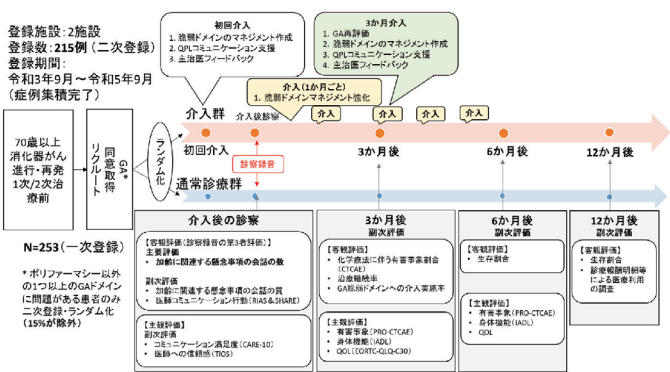 登録施設：2施設
登録数：215例（二次登録）
登録期間：
令和3年9月～令和5年9月
（症例集積完了）
初回介入
1. 脆弱ドメインのマネジメント作成
2. QPLコミュニケーション支援
3. 主治医フィードバック
3か月介入
1. GA再評価
2. 脆弱ドメインのマネジメント作成
3. QPLコミュニケーション支援
4. 主治医フィードバック
介入（1か月ごと）
1. 脆弱ドメインマネジメント強化
介入
介入
介入
介入
介入群
介入後診察
初回介入
3か月後
6か月後
12か月後
診察録音
通常診療群
70歳以上
消化器がん
進行・再発
1次/2次治
療前
GA*
同意取得
リクルート
ランダム化
N=253（一次登録）
* ポリファーマシー以外
の1つ以上のGAドメイン
に問題がある患者のみ
二次登録・ランダム化
（15%が除外）
介入後の診察
【客観評価（診察録音の第3者評価）】
主要評価
• 加齢に関連する懸念事項の会話の数
副次評価
• 加齢に関連する懸念事項の会話の質
• 医師コミュニケーション行動（RIAS＆SHARE）
【主観評価】
副次評価
• コミュニケーション満足度（CARE-10）
• 医師への信頼感（TIOS）
3か月後
副次評価
【客観評価】
• 化学療法に伴う有害事象割合
（CTCAE）
• 治療継続率
• GA脆弱ドメインへの介入実施率
【主観評価】
• 有害事象（PRO-CTCAE）
• 身体機能（IADL）
• QOL（EORTC-QLQ-C30）
6か月後
副次評価
【客観評価】
• 生存割合
【主観評価】
• 有害事象（PRO-CTCAE）
• 身体機能（IADL）
• QOL
12か月後
副次評価
【客観評価】
• 生存割合
• 診療報酬明細等
による医療利用
の調査